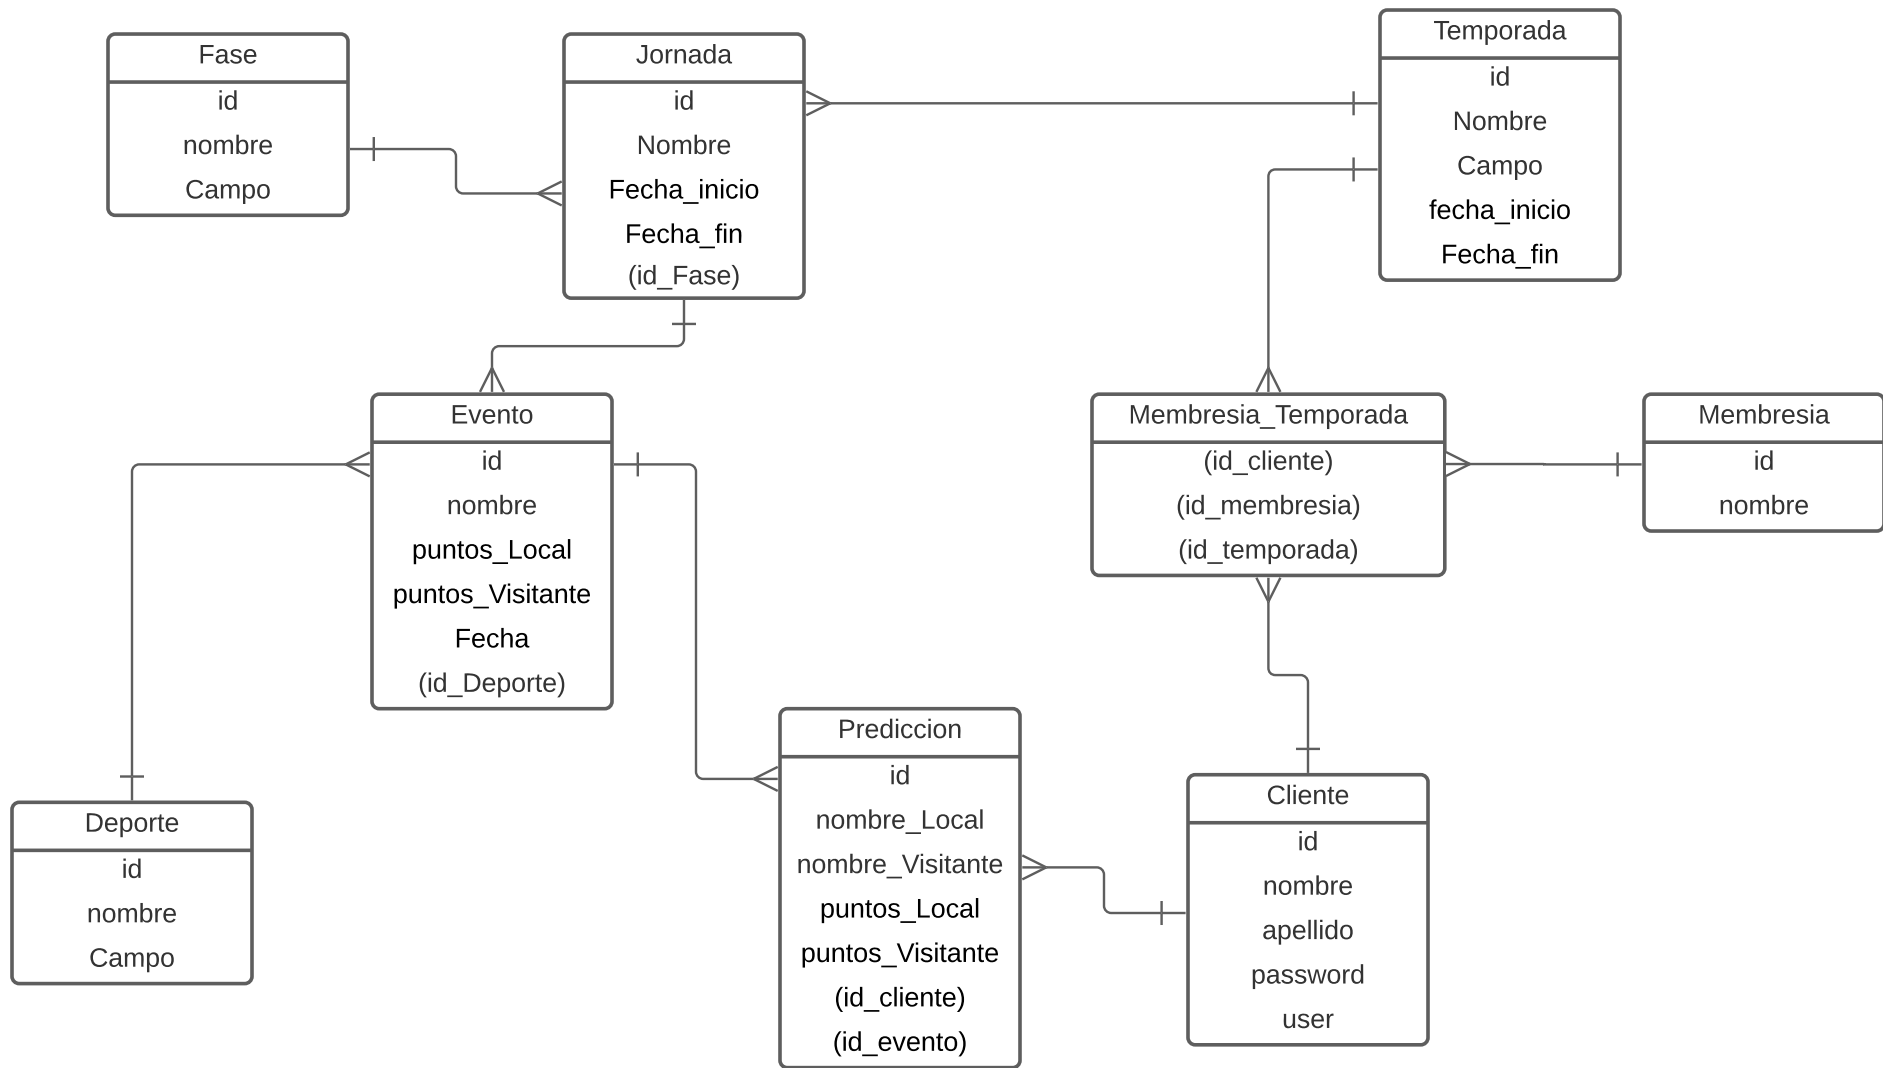 Fase
id
nombre
Campo
Jornada
id
Nombre
Fecha_inicio
Fecha_fin
(id_Fase)
Temporada
id
Nombre
Campo
fecha_inicio
Fecha_fin
Evento
id
nombre
puntos_Local
puntos_Visitante
Fecha
(id_Deporte)
Membresia_Temporada
(id_cliente)
(id_membresia)
(id_temporada)
Membresia
id
nombre
Deporte
id
nombre
Campo
Prediccion
id
nombre_Local
nombre_Visitante
puntos_Local
puntos_Visitante
(id_cliente)
(id_evento)
Cliente
id
nombre
apellido
password
user